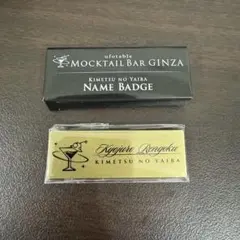 ufotable
MOCKTAIL BAR GINZA
KIMETSU NO YAIBA
NAME BADGE
Kyojuro Rengoku
KIMETSU NO YAIBA